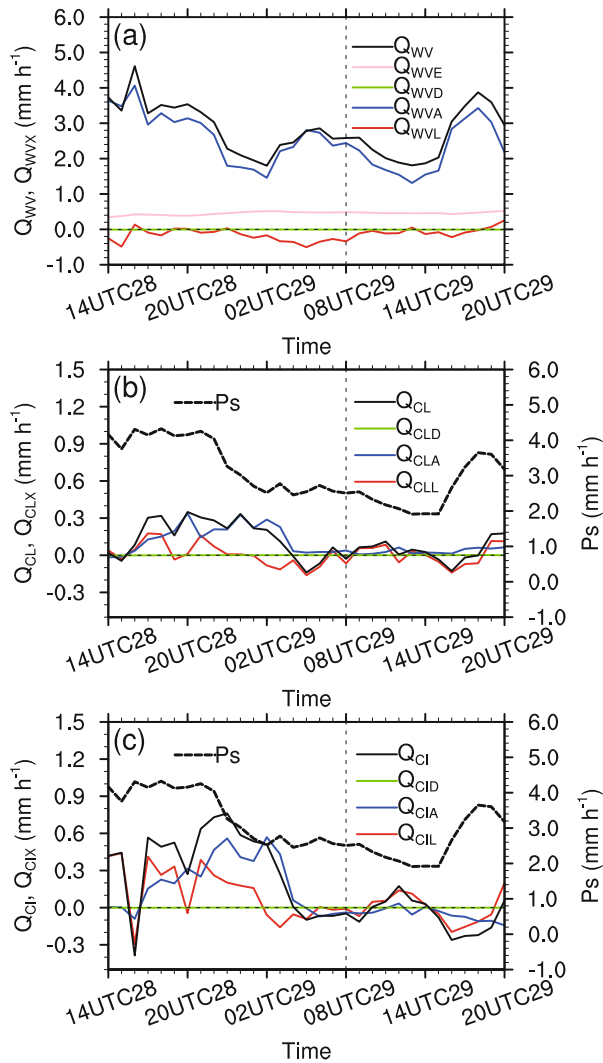 (a)
Q_WV
Q_WVE
Q_WVD
Q_WVA
Q_WVL
Q_WV, Q_WVX (mm h⁻¹)
6.0
5.0
4.0
3.0
2.0
1.0
0.0
-1.0
14UTC28 20UTC28 02UTC29 08UTC29 14UTC29 20UTC29
Time
(b)
Ps
Q_CL
Q_CLD
Q_CLA
Q_CLL
Q_CL, Q_CLX (mm h⁻¹)
1.5
1.2
0.9
0.6
0.3
0.0
-0.3
Ps (mm h⁻¹)
6.0
5.0
4.0
3.0
2.0
1.0
0.0
-1.0
14UTC28 20UTC28 02UTC29 08UTC29 14UTC29 20UTC29
Time
(c)
Ps
Q_CI
Q_CID
Q_CIA
Q_CIL
Q_CI, Q_CIX (mm h⁻¹)
1.5
1.2
0.9
0.6
0.3
0.0
-0.3
Ps (mm h⁻¹)
6.0
5.0
4.0
3.0
2.0
1.0
0.0
-1.0
14UTC28 20UTC28 02UTC29 08UTC29 14UTC29 20UTC29
Time